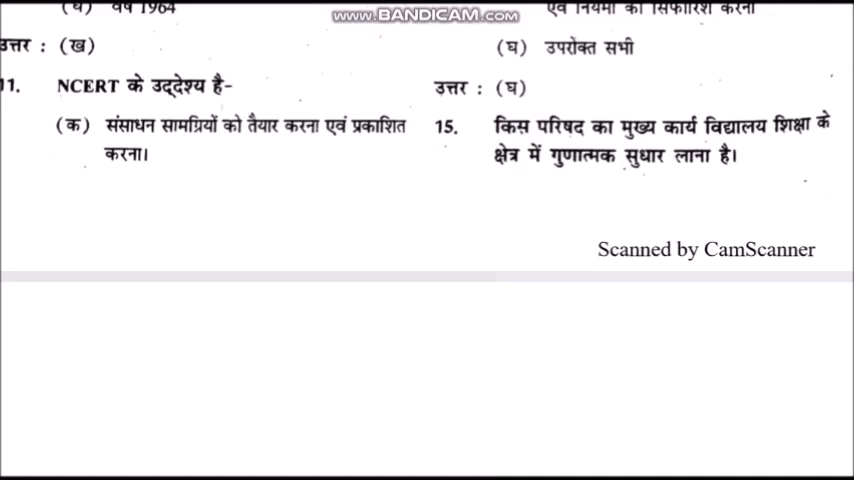 www.BANDICAM.com
(घ) वर्ष 1964
उत्तर : (ख)
11. NCERT के उद्देश्य है-
(क) संसाधन सामग्रियों को तैयार करना एवं प्रकाशित
करना।
एवं नियमों की सिफारिश करना
(घ) उपरोक्त सभी
उत्तर : (घ)
15. किस परिषद का मुख्य कार्य विद्यालय शिक्षा के
क्षेत्र में गुणात्मक सुधार लाना है।
Scanned by CamScanner